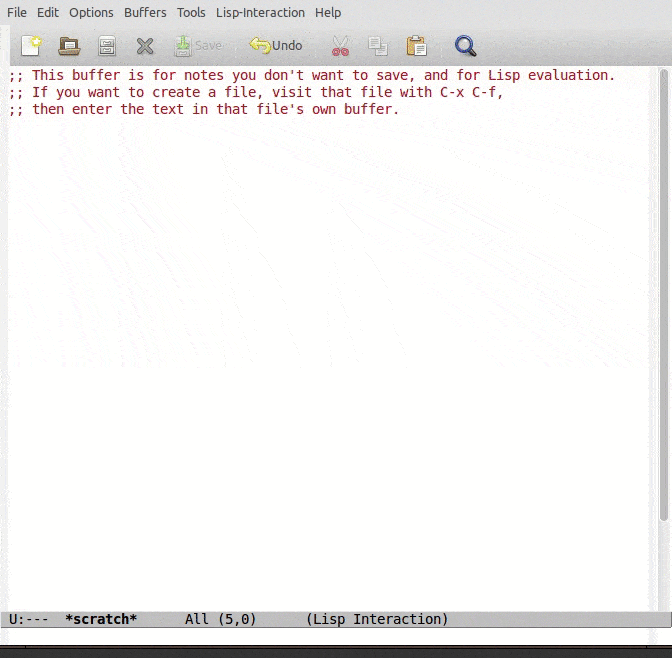 File Edit Options Buffers Tools Lisp-Interaction Help
Save Undo
;; This buffer is for notes you don't want to save, and for Lisp evaluation.
;; If you want to create a file, visit that file with C-x C-f,
;; then enter the text in that file's own buffer.
U:--- *scratch* All (5,0) (Lisp Interaction)